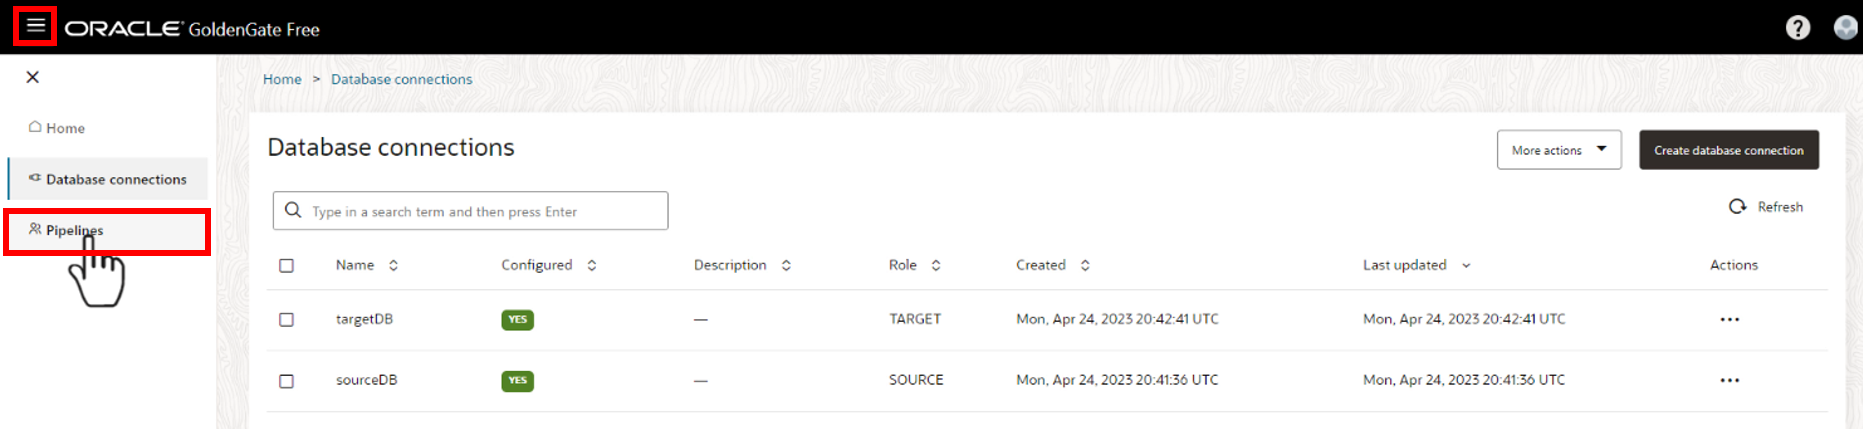 ORACLE GoldenGate Free
?
Home > Database connections
Home
Database connections
Pipelines
Database connections
More actions
Create database connection
Type in a search term and then press Enter
Refresh
Name Configured Description Role Created Last updated Actions
targetDB YES — TARGET Mon, Apr 24, 2023 20:42:41 UTC Mon, Apr 24, 2023 20:42:41 UTC ...
sourceDB YES — SOURCE Mon, Apr 24, 2023 20:41:36 UTC Mon, Apr 24, 2023 20:41:36 UTC ...